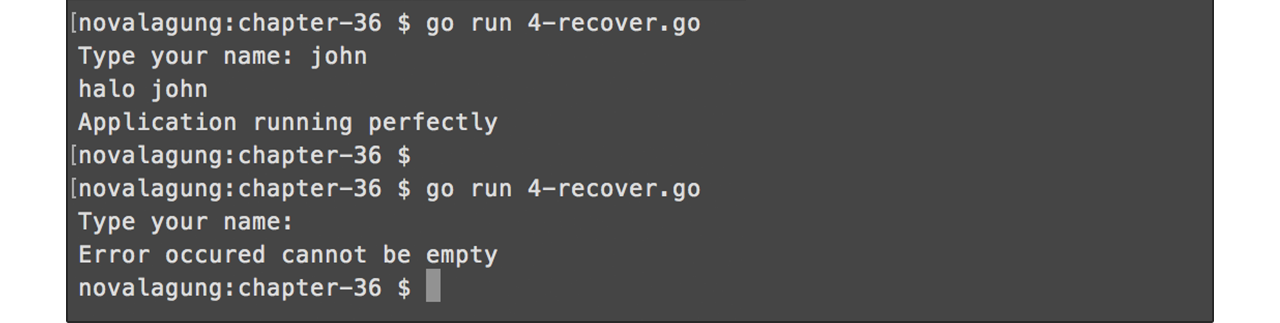 [novalagung:chapter-36 $ go run 4-recover.go
Type your name: john
halo john
Application running perfectly
[novalagung:chapter-36 $
[novalagung:chapter-36 $ go run 4-recover.go
Type your name:
Error occured cannot be empty
novalagung:chapter-36 $